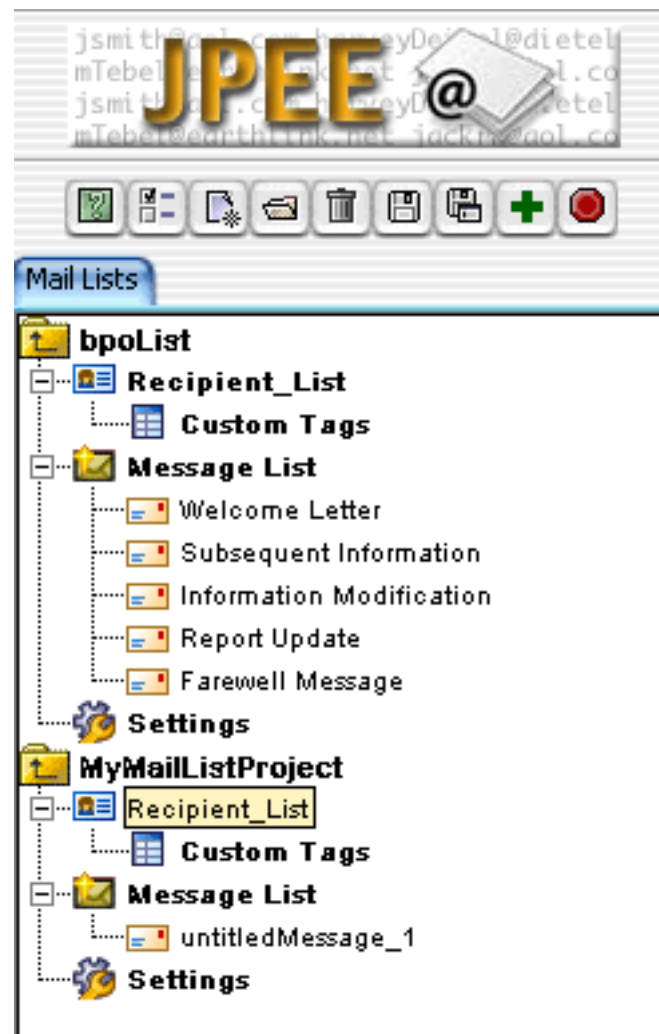 JPEE @
Mail Lists
bpoList
Recipient_List
Custom Tags
Message List
Welcome Letter
Subsequent Information
Information Modification
Report Update
Farewell Message
Settings
MyMailListProject
Recipient_List
Custom Tags
Message List
untitledMessage_1
Settings